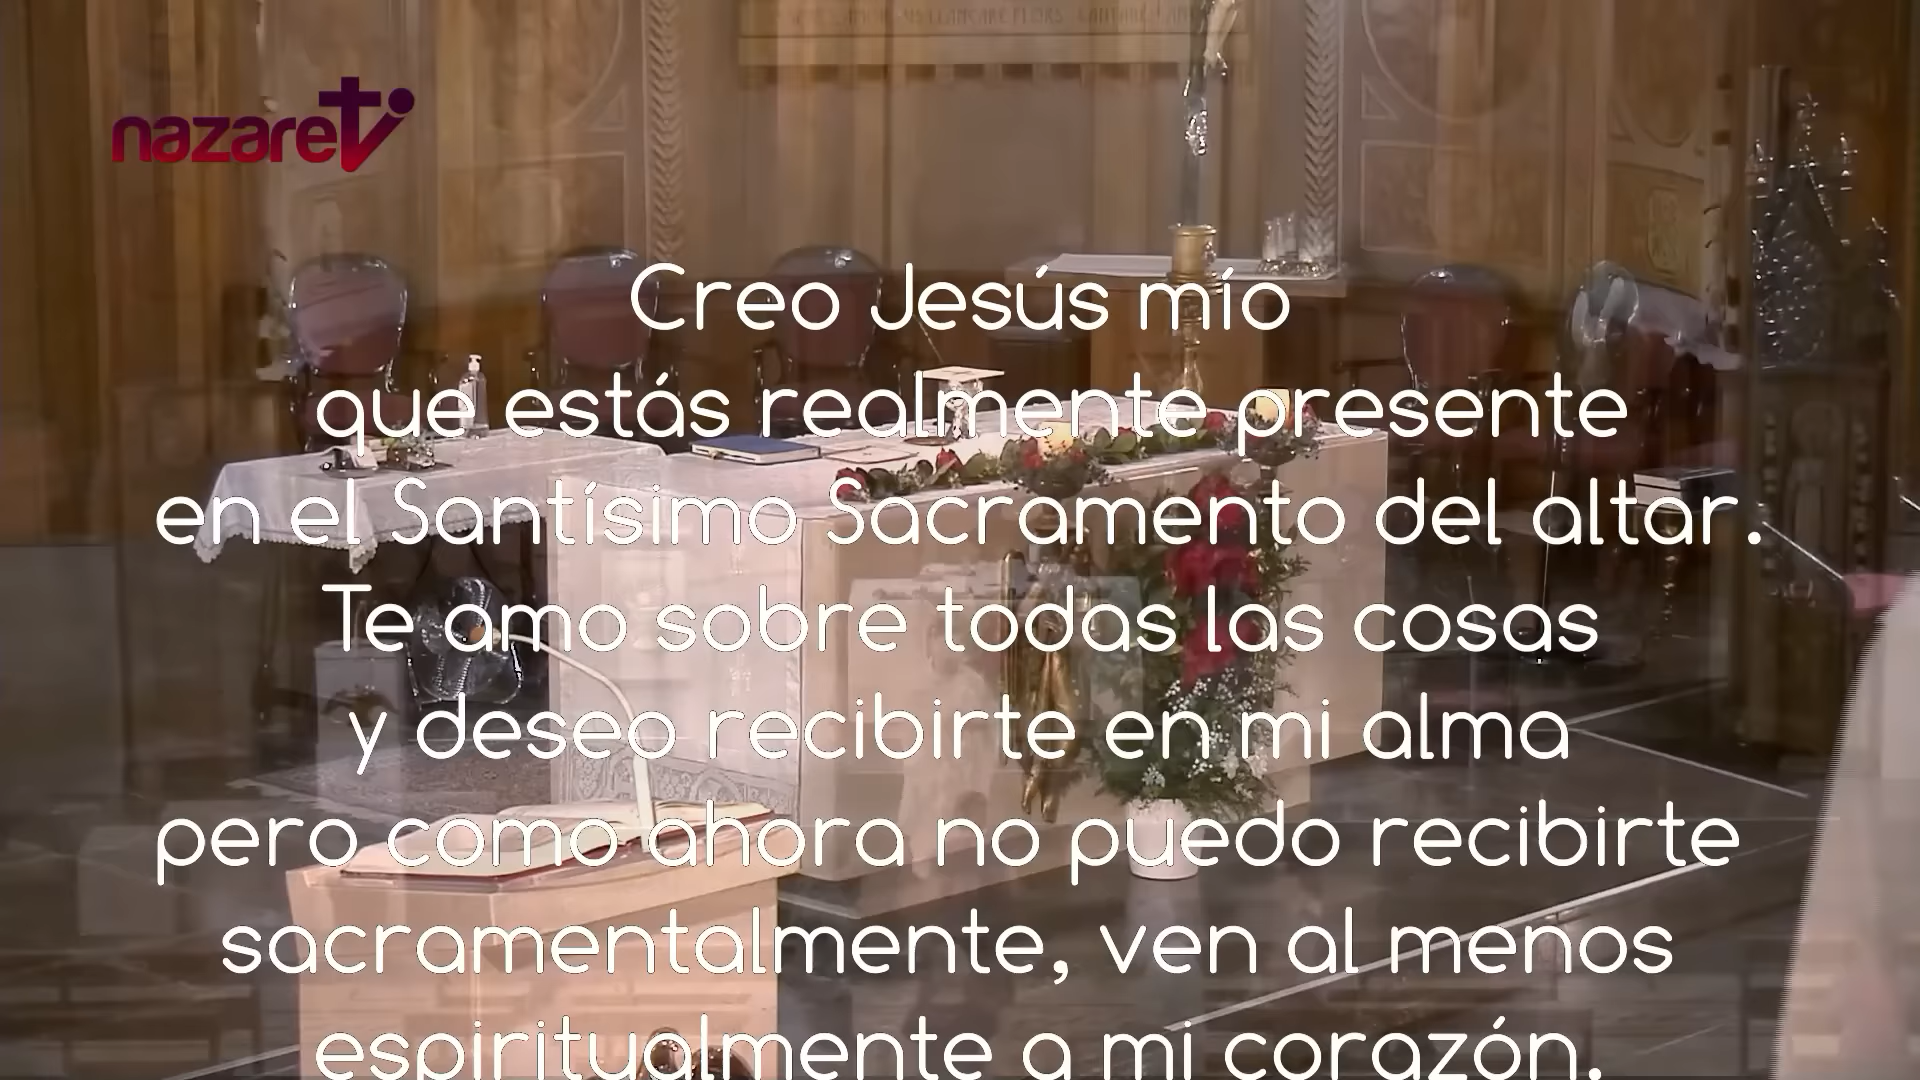 nazaretv
Creo Jesús mío
que estás realmente presente
en el Santísimo Sacramento del altar.
Te amo sobre todas las cosas
y deseo recibirte en mi alma
pero como ahora no puedo recibirte
sacramentalmente, ven al menos
espiritualmente a mi corazón.